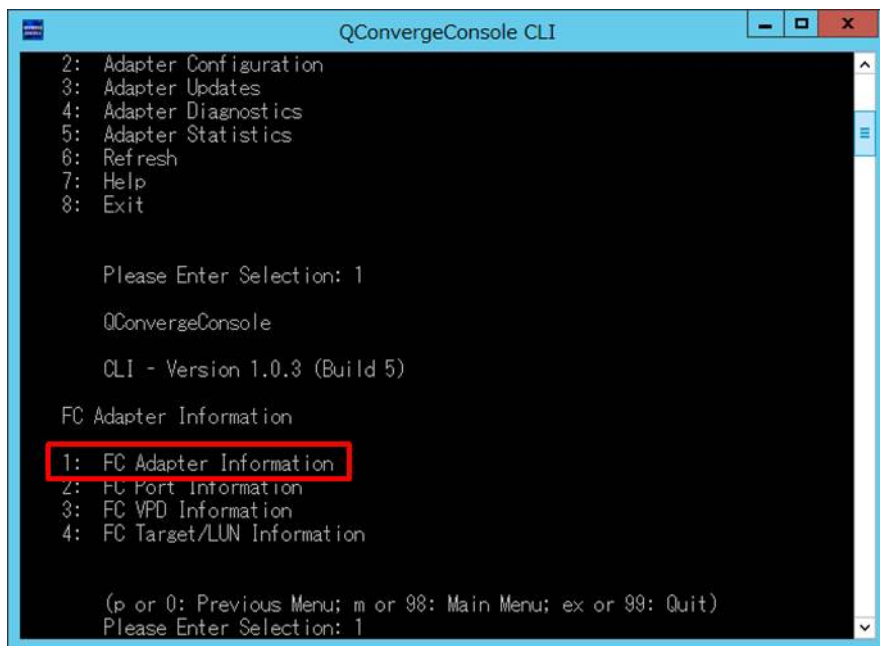 QConvergeConsole CLI
2: Adapter Configuration
3: Adapter Updates
4: Adapter Diagnostics
5: Adapter Statistics
6: Refresh
7: Help
8: Exit
Please Enter Selection: 1
QConvergeConsole
CLI - Version 1.0.3 (Build 5)
FC Adapter Information
1: FC Adapter Information
2: FC Port Information
3: FC VPD Information
4: FC Target/LUN Information
(p or 0: Previous Menu; m or 98: Main Menu; ex or 99: Quit)
Please Enter Selection: 1